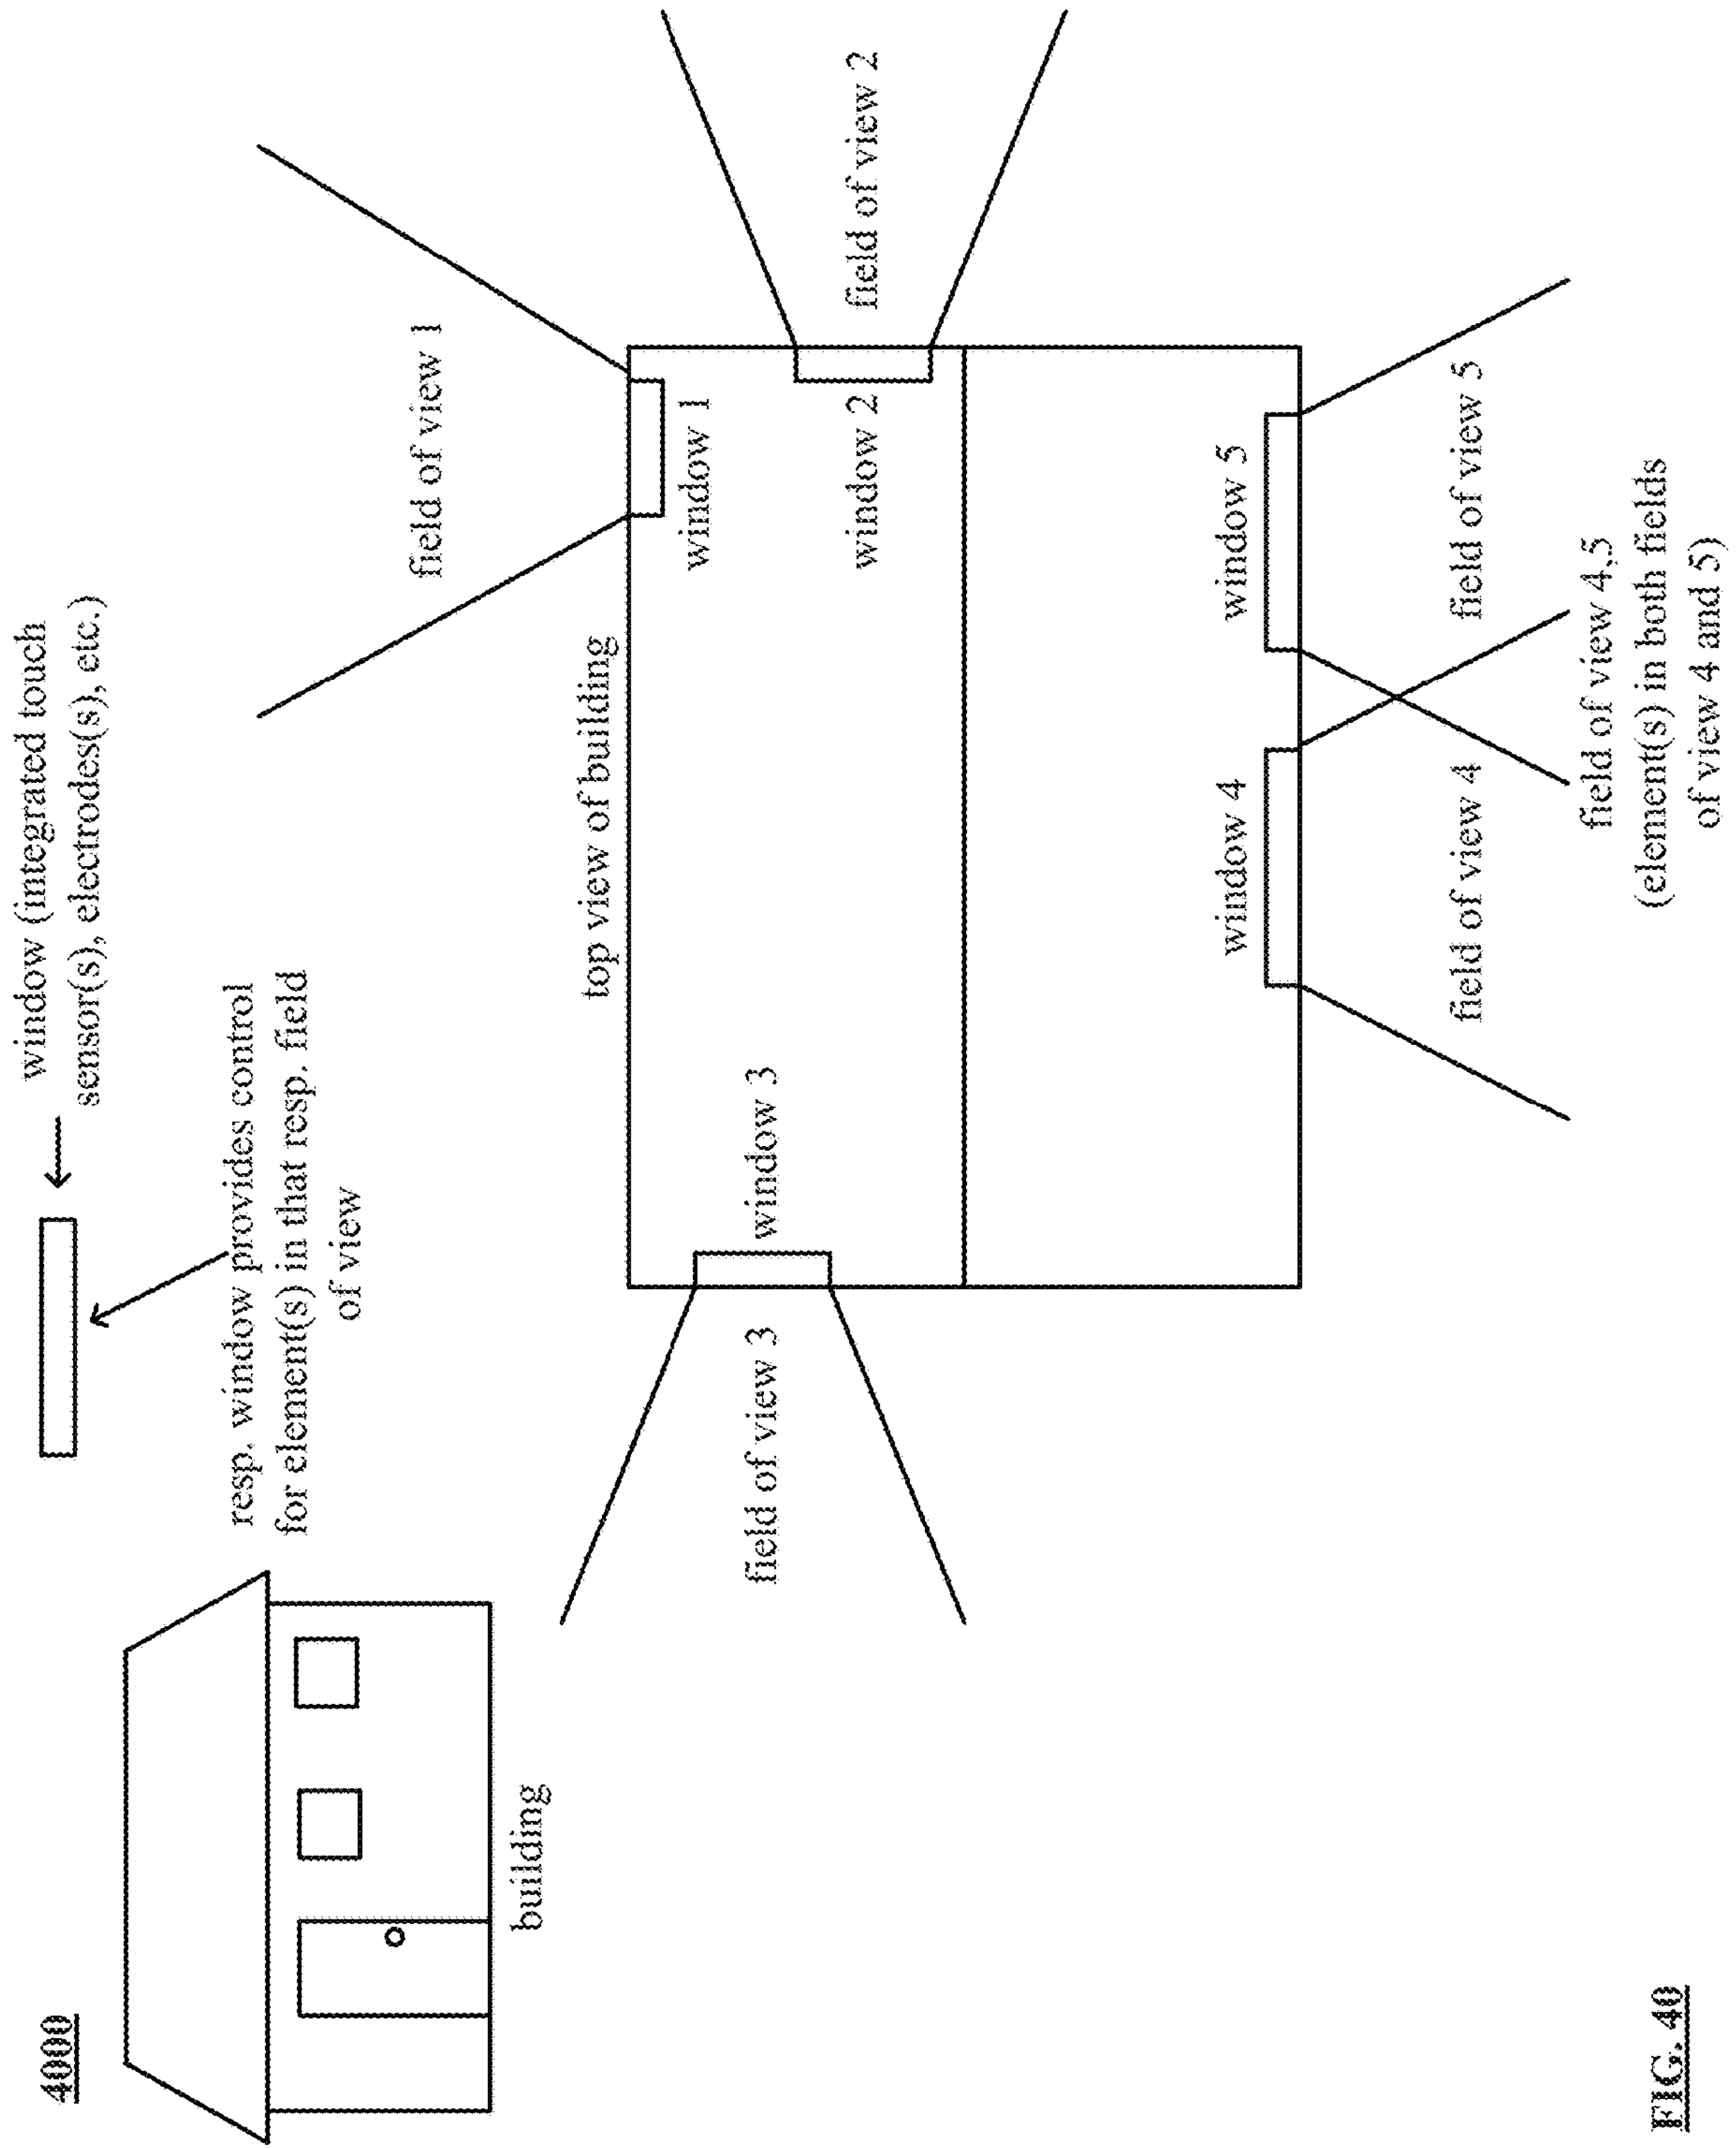 4000
window (integrated touch
sensor(s), electrodes(s), etc.)
resp. window provides control
for element(s) in that resp. field
of view
building
top view of building
field of view 1
window 1
field of view 2
window 2
field of view 3
window 3
window 4
window 5
field of view 4
field of view 5
field of view 4,5
(element(s) in both fields
of view 4 and 5)
FIG. 40